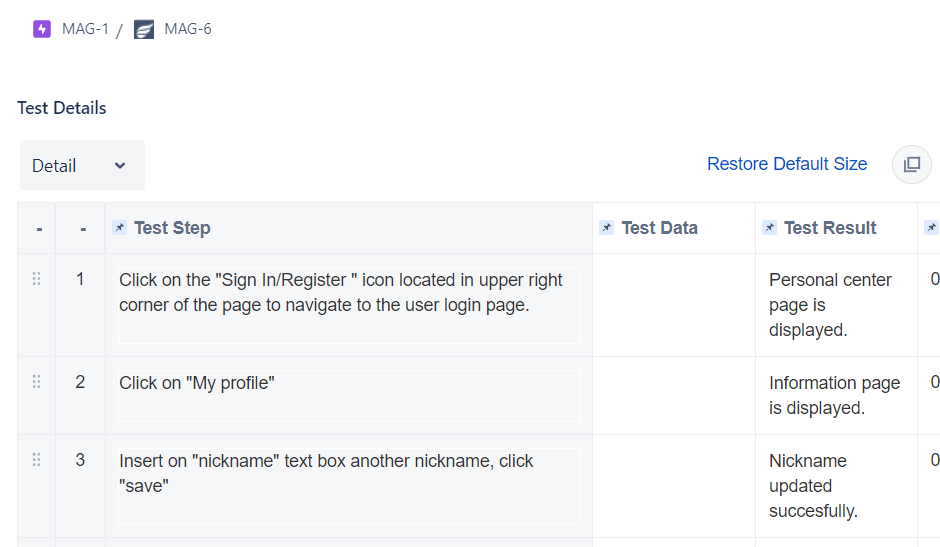 MAG-1 / MAG-6
Test Details
Detail
Restore Default Size
- - Test Step Test Data Test Result
1 Click on the "Sign In/Register " icon located in upper right Personal center 0
corner of the page to navigate to the user login page. page is
displayed.
2 Click on "My profile" Information page 0
is displayed.
3 Insert on "nickname" text box another nickname, click Nickname 0
"save" updated
succesfully.